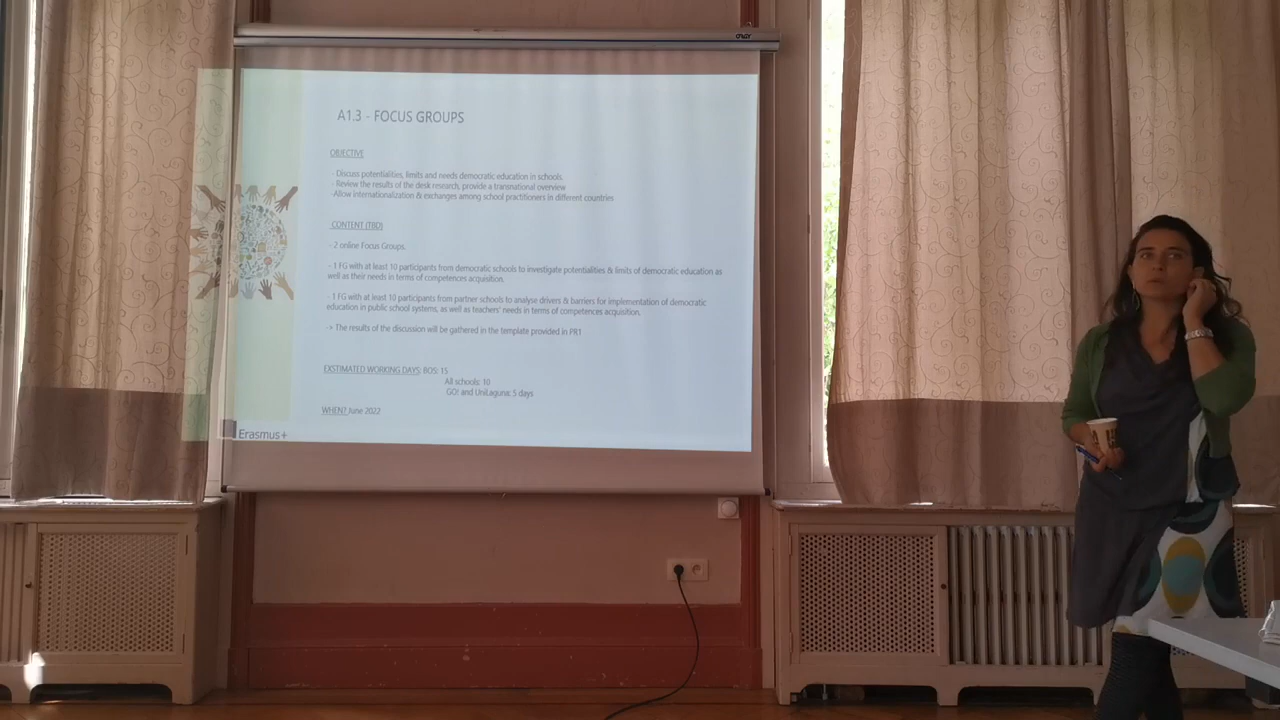 A1.3 - FOCUS GROUPS
OBJECTIVE
- Discuss potentialities, limits and needs democratic education in schools.
- Review the results of the desk research, provide a transnational overview
-Allow internationalization & exchanges among school practitioners in different countries
CONTENT (TBD)
- 2 online Focus Groups.
- 1 FG with at least 10 participants from democratic schools to investigate potentialities & limits of democratic education as
well as their needs in terms of competences acquisition.
- 1 FG with at least 10 participants from partner schools to analyse drivers & barriers for implementation of democratic
education in public school systems, as well as teachers' needs in terms of competences acquisition.
-> The results of the discussion will be gathered in the template provided in PR1
EXSTIMATED WORKING DAYS: BOS: 15
All schools: 10
GO! and UniLaguna: 5 days
WHEN? June 2022
Erasmus+